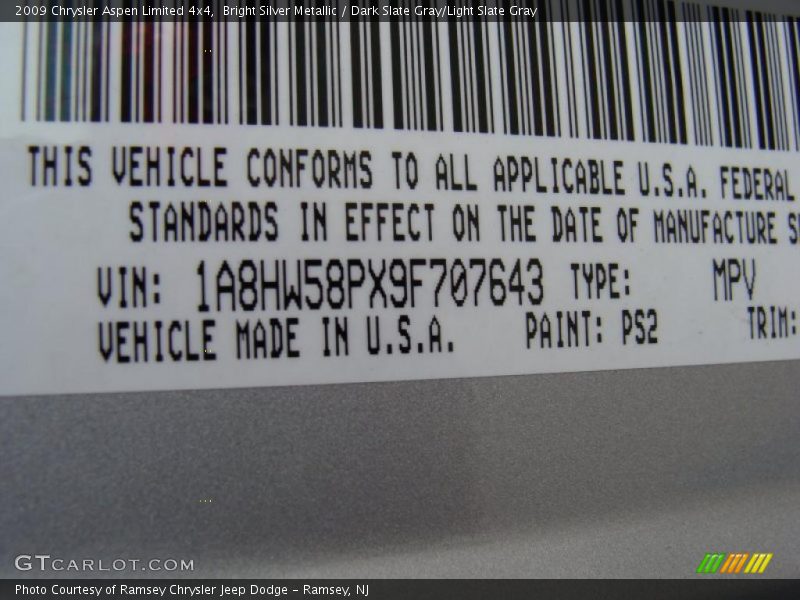 2009 Chrysler Aspen Limited 4x4, Bright Silver Metallic / Dark Slate Gray/Light Slate Gray
THIS VEHICLE CONFORMS TO ALL APPLICABLE U.S.A. FEDERAL
STANDARDS IN EFFECT ON THE DATE OF MANUFACTURE
VIN: 1A8HW58PX9F707643 TYPE: MPV
VEHICLE MADE IN U.S.A. PAINT: PS2 TRIM:
GTCARLOT.COM
Photo Courtesy of Ramsey Chrysler Jeep Dodge - Ramsey, NJ